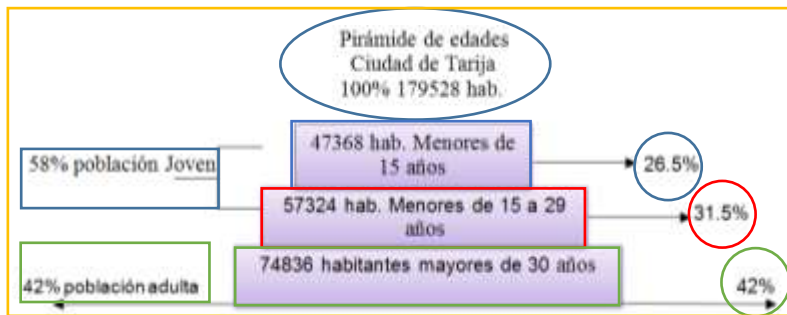 Pirámide de edades
Ciudad de Tarija
100% 179528 hab.
47368 hab. Menores de
15 años
58% población Joven
26.5%
57324 hab. Menores de 15 a 29
años
31.5%
74836 habitantes mayores de 30 años
42% población adulta
42%